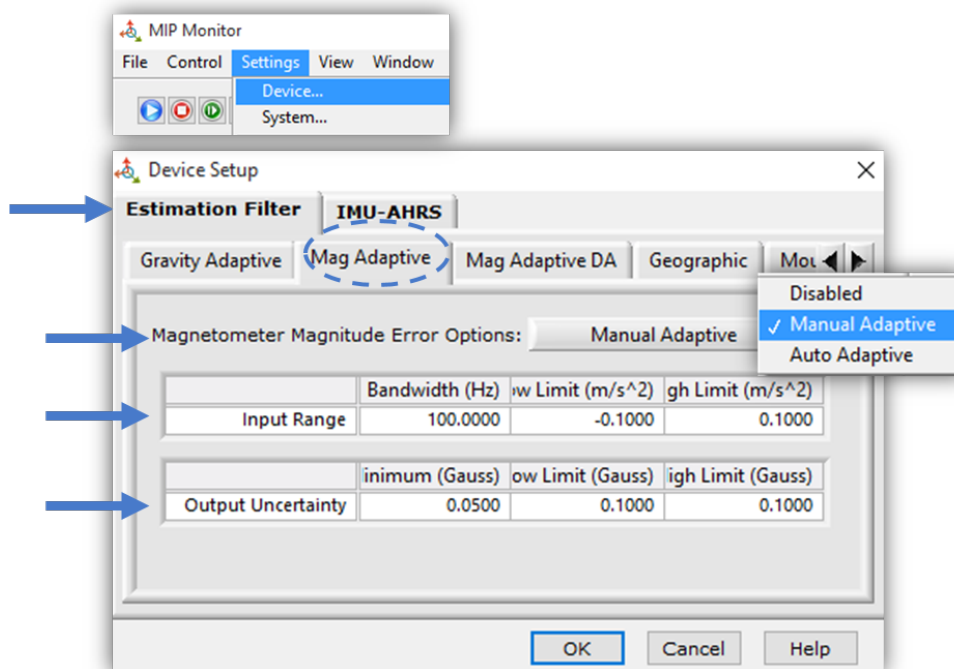 MIP Monitor
File Control Settings View Window
Device...
System...
Device Setup
Estimation Filter IMU-AHRS
Gravity Adaptive Mag Adaptive Mag Adaptive DA Geographic Mou
Disabled
Magnetometer Magnitude Error Options: Manual Adaptive
✓ Manual Adaptive
Auto Adaptive
Bandwidth (Hz) ow Limit (m/s^2) gh Limit (m/s^2)
Input Range 100.0000 -0.1000 0.1000
inimum (Gauss) ow Limit (Gauss) igh Limit (Gauss)
Output Uncertainty 0.0500 0.1000 0.1000
OK Cancel Help